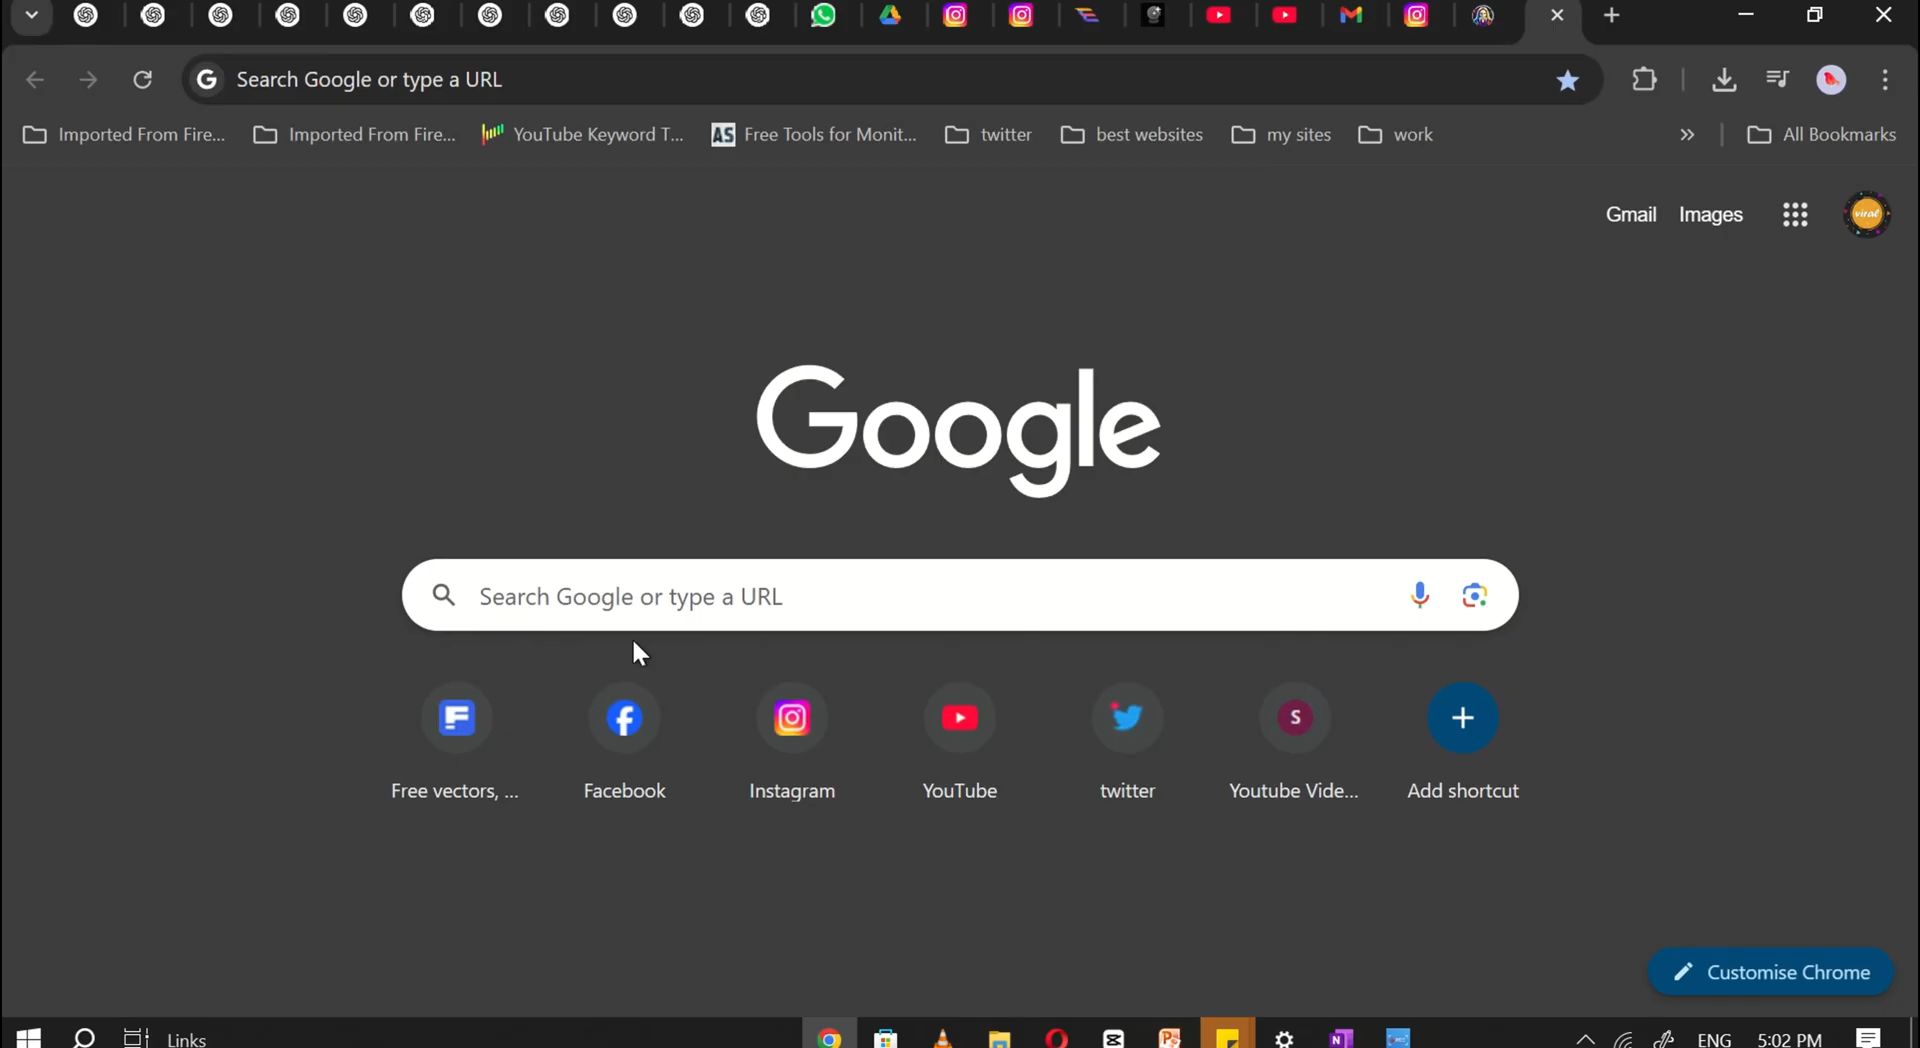 Search Google or type a URL
Imported From Fire... Imported From Fire... YouTube Keyword T... AS Free Tools for Monit... twitter best websites my sites work » All Bookmarks
Gmail Images viral
Google
Search Google or type a URL
Free vectors, ... Facebook Instagram YouTube twitter Youtube Vide... Add shortcut
S
Customise Chrome
Links ENG 5:02 PM